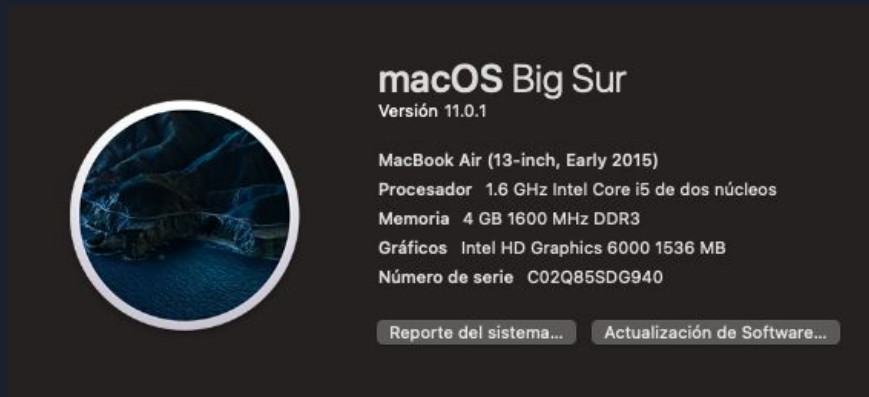 macOS Big Sur
Versión 11.0.1
MacBook Air (13-inch, Early 2015)
Procesador 1.6 GHz Intel Core i5 de dos núcleos
Memoria 4 GB 1600 MHz DDR3
Gráficos Intel HD Graphics 6000 1536 MB
Número de serie C02Q85SDG940
Reporte del sistema...
Actualización de Software...